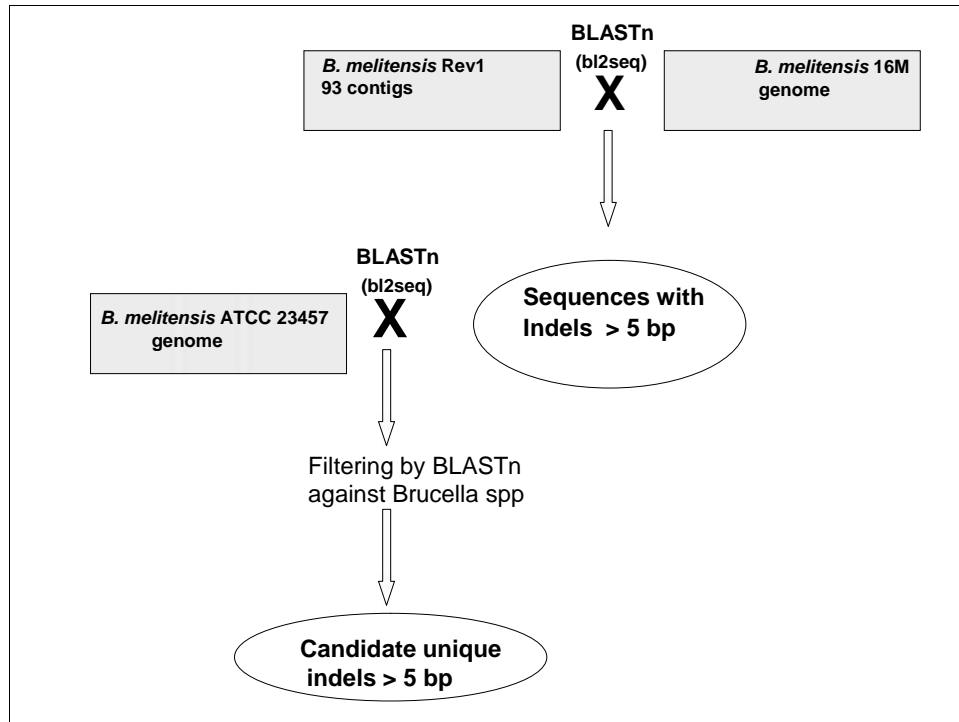 BLASTn
(bl2seq)
X
B. melitensis Rev1
93 contigs
B. melitensis 16M
genome
BLASTn
(bl2seq)
X
Sequences with
Indels > 5 bp
B. melitensis ATCC 23457
genome
Filtering by BLASTn
against Brucella spp
Candidate unique
indels > 5 bp